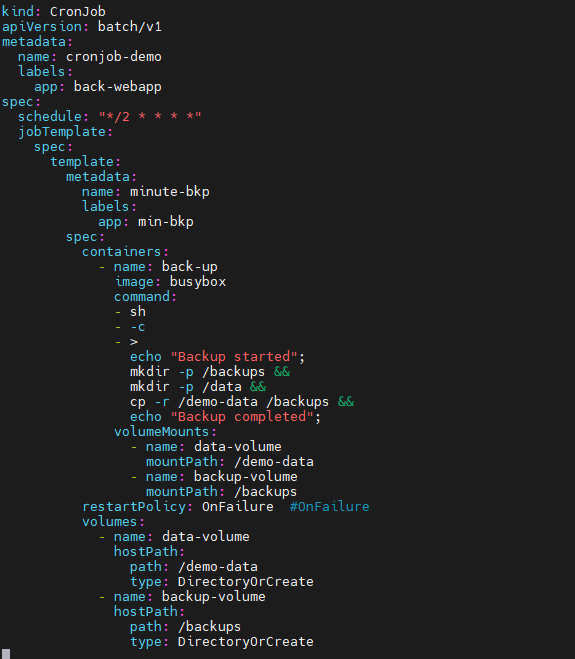 kind: CronJob
apiVersion: batch/v1
metadata:
  name: cronjob-demo
  labels:
    app: back-webapp
spec:
  schedule: "*/2 * * * *"
  jobTemplate:
    spec:
      template:
        metadata:
          name: minute-bkp
          labels:
            app: min-bkp
        spec:
          containers:
            - name: back-up
              image: busybox
              command:
              - sh
              - -c
              - >
                echo "Backup started";
                mkdir -p /backups &&
                mkdir -p /data &&
                cp -r /demo-data /backups &&
                echo "Backup completed";
              volumeMounts:
                - name: data-volume
                  mountPath: /demo-data
                - name: backup-volume
                  mountPath: /backups
          restartPolicy: OnFailure  #OnFailure
          volumes:
            - name: data-volume
              hostPath:
                path: /demo-data
                type: DirectoryOrCreate
            - name: backup-volume
              hostPath:
                path: /backups
                type: DirectoryOrCreate